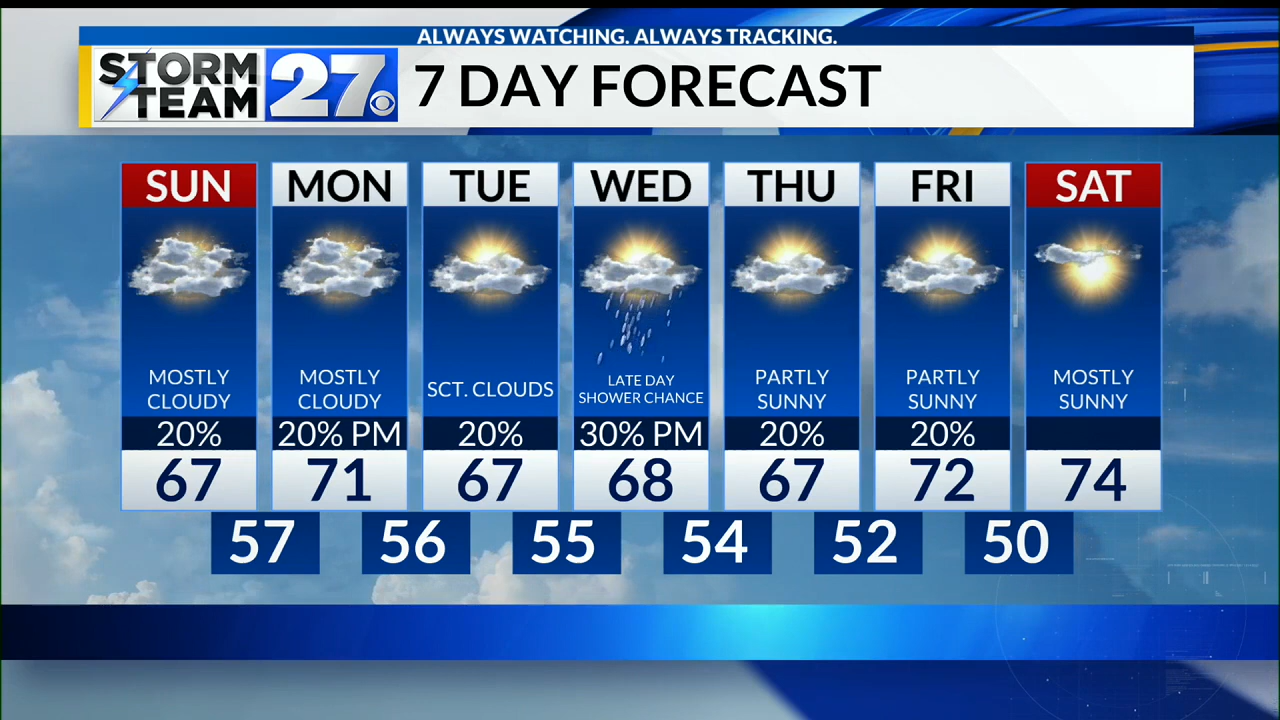 ALWAYS WATCHING. ALWAYS TRACKING.
STORM
TEAM
27
7 DAY FORECAST
SUN MON TUE WED THU FRI SAT
MOSTLY
CLOUDY
MOSTLY
CLOUDY
SCT. CLOUDS
LATE DAY
SHOWER CHANCE
PARTLY
SUNNY
PARTLY
SUNNY
MOSTLY
SUNNY
20% 20% PM 20% 30% PM 20% 20%
67 71 67 68 67 72 74
57 56 55 54 52 50